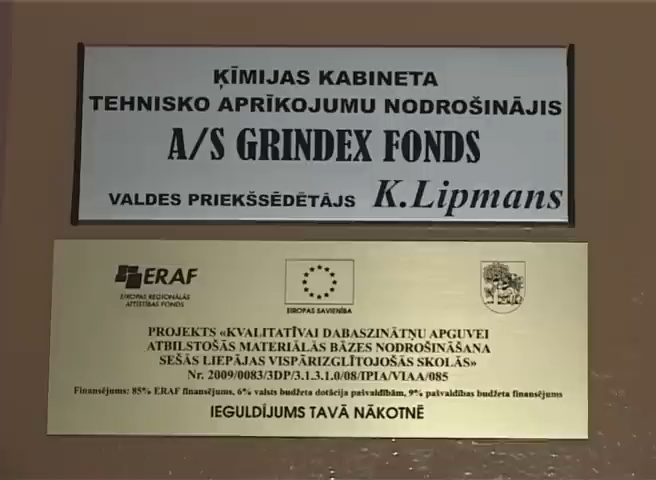 ĶĪMIJAS KABINETA
TEHNISKO APRĪKOJUMU NODROŠINĀJIS
A/S GRINDEX FONDS
VALDES PRIEKŠSĒDĒTĀJS K.Lipmans
ERAF
EIROPAS REĢIONĀLĀS
ATTĪSTĪBAS FONDS
EIROPAS SAVIENĪBA
PROJEKTS «KVALITATĪVAI DABASZINĀTŅU APGUVEI
ATBILSTOŠAS MATERIĀLĀS BĀZES NODROŠINĀŠANA
SEŠĀS LIEPĀJAS VISPĀRIZGLĪTOJOŠĀS SKOLĀS»
Nr. 2009/0083/3DP/3.1.3.1.0/08/IPIA/VIAA/085
Finansējums: 85% ERAF finansējums, 6% valsts budžeta dotācija pašvaldībām, 9% pašvaldības budžeta finansējums
IEGULDĪJUMS TAVĀ NĀKOTNĒ